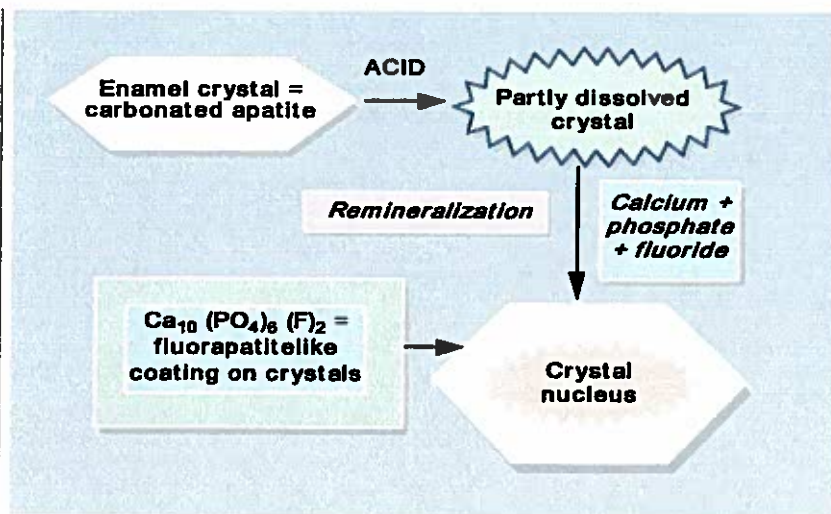 Enamel crystal =
carbonated apatite
ACID
Partly dissolved
crystal
Remineralization
Calcium +
phosphate
+ fluoride
Ca₁₀ (PO₄)₆ (F)₂ =
fluorapatitelike
coating on crystals
Crystal
nucleus